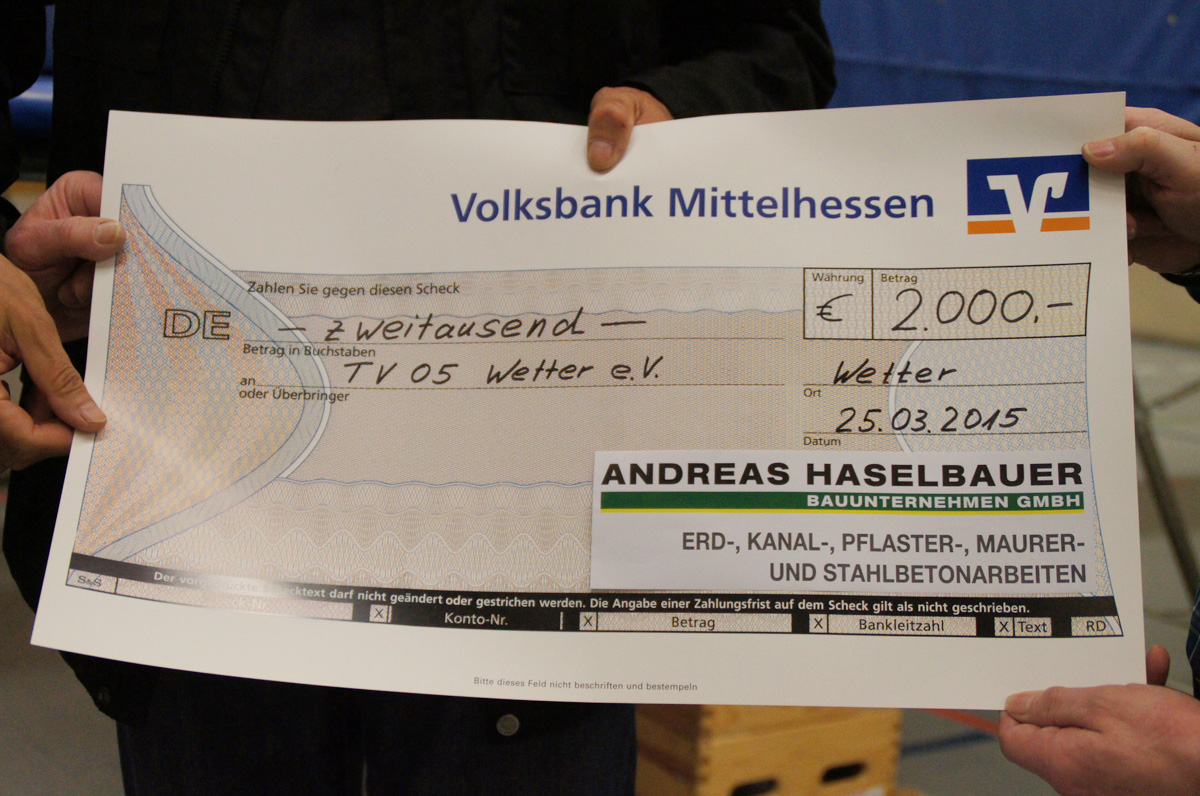 Volksbank Mittelhessen
Zahlen Sie gegen diesen Scheck
Währung
Betrag
DE
— zweitausend —
€
2.000,-
Betrag in Buchstaben
TV 05 Wetter e.V.
Wetter
an
oder Überbringer
Ort
25.03.2015
Datum
ANDREAS HASELBAUER
BAUUNTERNEHMEN GMBH
ERD-, KANAL-, PFLASTER-, MAURER-
UND STAHLBETONARBEITEN
Der vorgedruckte Schecktext darf nicht geändert oder gestrichen werden. Die Angabe einer Zahlungsfrist auf dem Scheck gilt als nicht geschrieben.
X Konto-Nr. X Betrag X Bankleitzahl X Text RD
Bitte dieses Feld nicht beschriften und bestempeln